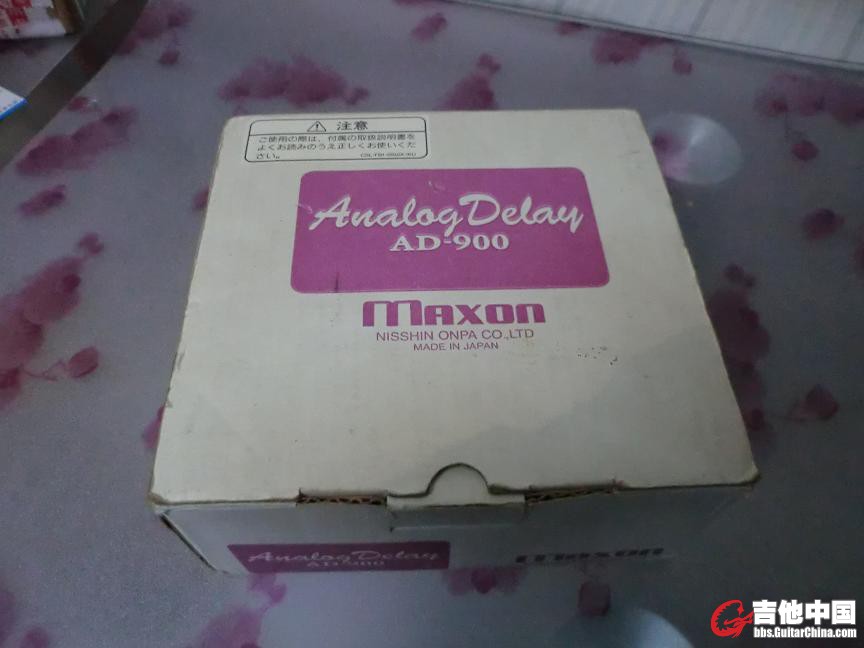 ⚠ 注意
ご使用の際は、付属の取扱説明書を
よくお読みのうえ正しくお使いくだ
さい。
Analog Delay
AD-900
MAXON
NISSHIN ONPA CO.,LTD
MADE IN JAPAN
Analog Delay
AD-900
MAXON
吉他中国
bbs.GuitarChina.com